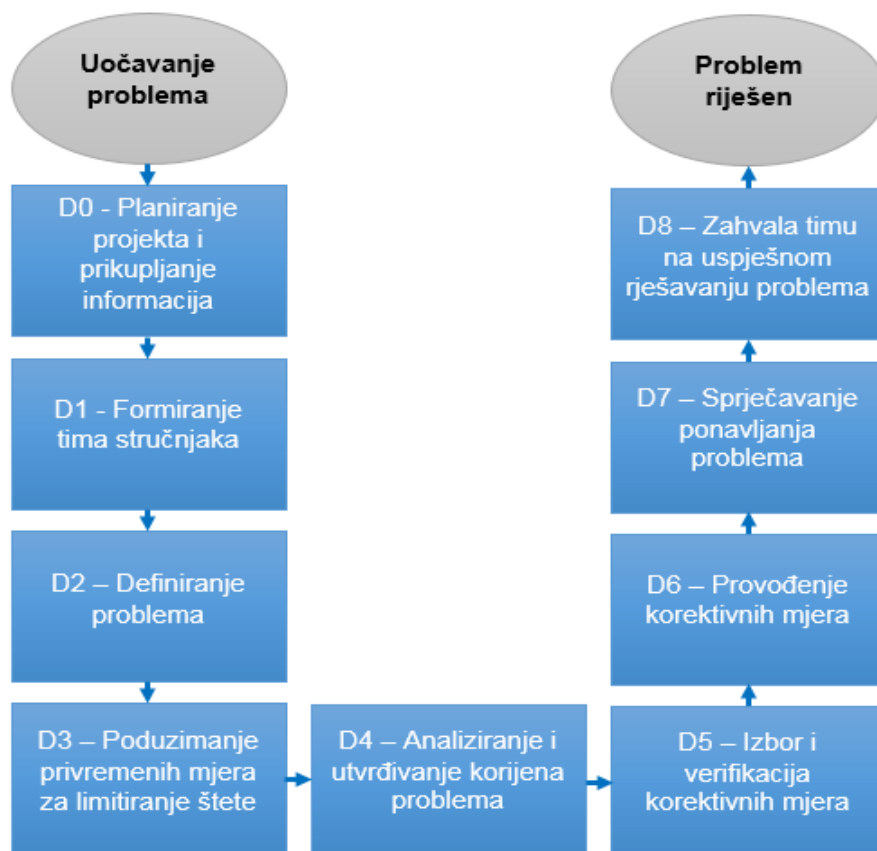 Uočavanje
problema
D0 - Planiranje
projekta i
prikupljanje
informacija
D1 - Formiranje
tima stručnjaka
D2 – Definiranje
problema
D3 – Poduzimanje
privremenih mjera
za limitiranje štete
D4 – Analiziranje i
utvrđivanje korijena
problema
D5 – Izbor i
verifikacija
korektivnih mjera
D6 – Provođenje
korektivnih mjera
D7 – Sprječavanje
ponavljanja
problema
D8 – Zahvala timu
na uspješnom
rješavanju problema
Problem
riješen